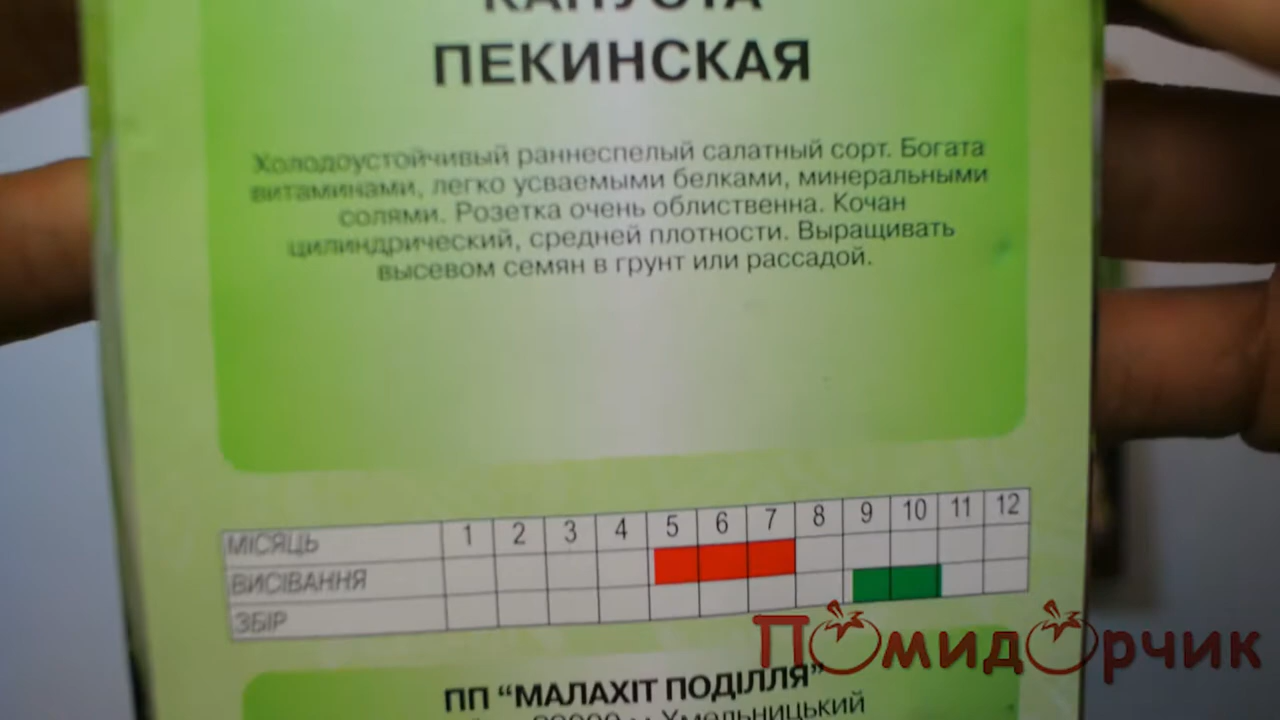 КАПУСТА
ПЕКИНСКАЯ
Холодоустойчивый раннеспелый салатный сорт. Богата
витаминами, легко усваемыми белками, минеральными
солями. Розетка очень облиственна. Кочан
цилиндрический, средней плотности. Выращивать
высевом семян в грунт или рассадой.
МІСЯЦЬ 1 2 3 4 5 6 7 8 9 10 11 12
ВИСІВАННЯ
ЗБІР
ПОМИДОРЧИК
ПП “МАЛАХІТ ПОДІЛЛЯ”
Хмельницький